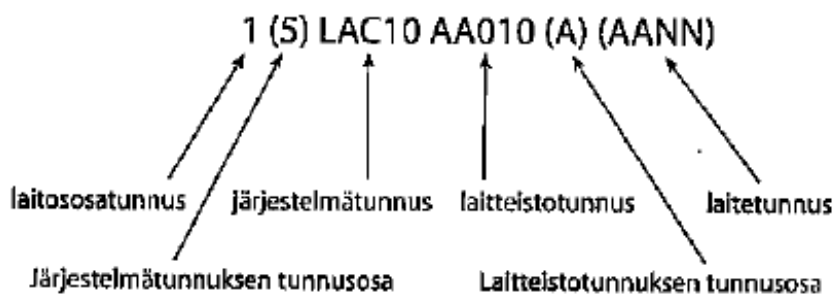 1 (5) LAC10 AA010 (A) (AANN)
laitososatunnus järjestelmätunnus laitteistotunnus laitetunnus
Järjestelmätunnuksen tunnusosa Laitteistotunnuksen tunnusosa